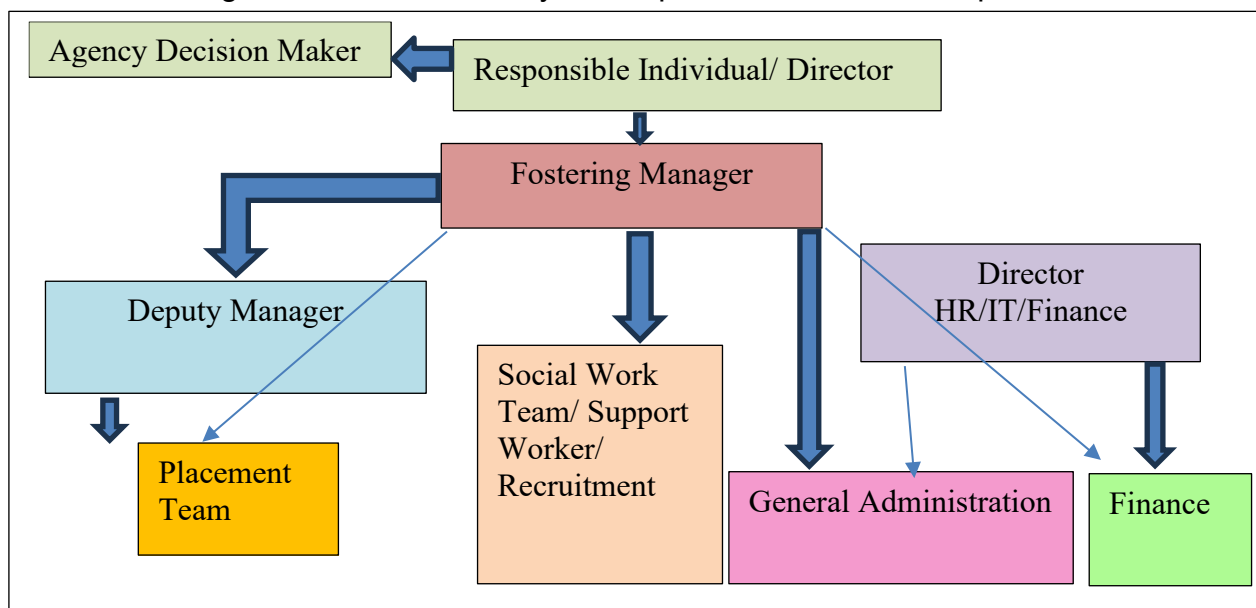 Agency Decision Maker
Responsible Individual/ Director
Fostering Manager
Deputy Manager
Director
HR/IT/Finance
Social Work
Team/ Support
Worker/
Recruitment
Placement
Team
General Administration
Finance